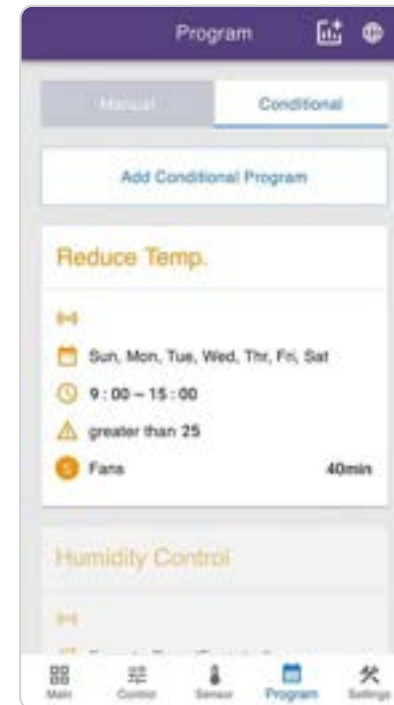 Program
Manual Conditional
Add Conditional Program
Reduce Temp.
Sun, Mon, Tue, Wed, Thr, Fri, Sat
9 : 00 ~ 15 : 00
greater than 25
S Fans 40min
Humidity Control
Main Control Sensor Program Settings